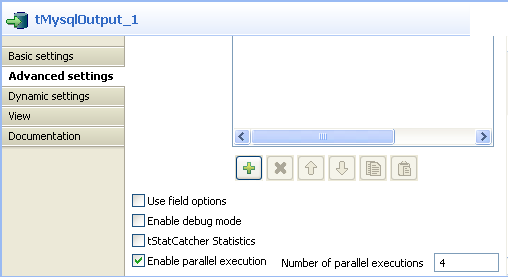 tMysqlOutput_1
Basic settings
Advanced settings
Dynamic settings
View
Documentation
Use field options
Enable debug mode
tStatCatcher Statistics
Enable parallel execution Number of parallel executions 4